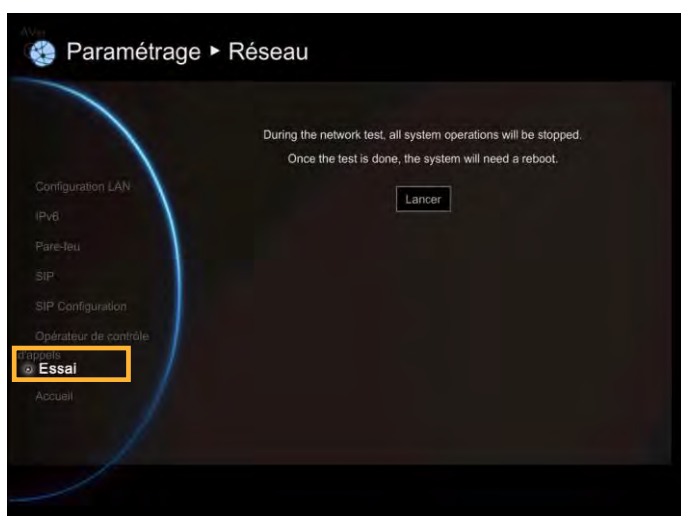 AVer
Paramétrage ► Réseau
During the network test, all system operations will be stopped.
Once the test is done, the system will need a reboot.
Lancer
Configuration LAN
IPv6
Pare-feu
SIP
SIP Configuration
Opérateur de contrôle
d'appels
Essai
Accueil